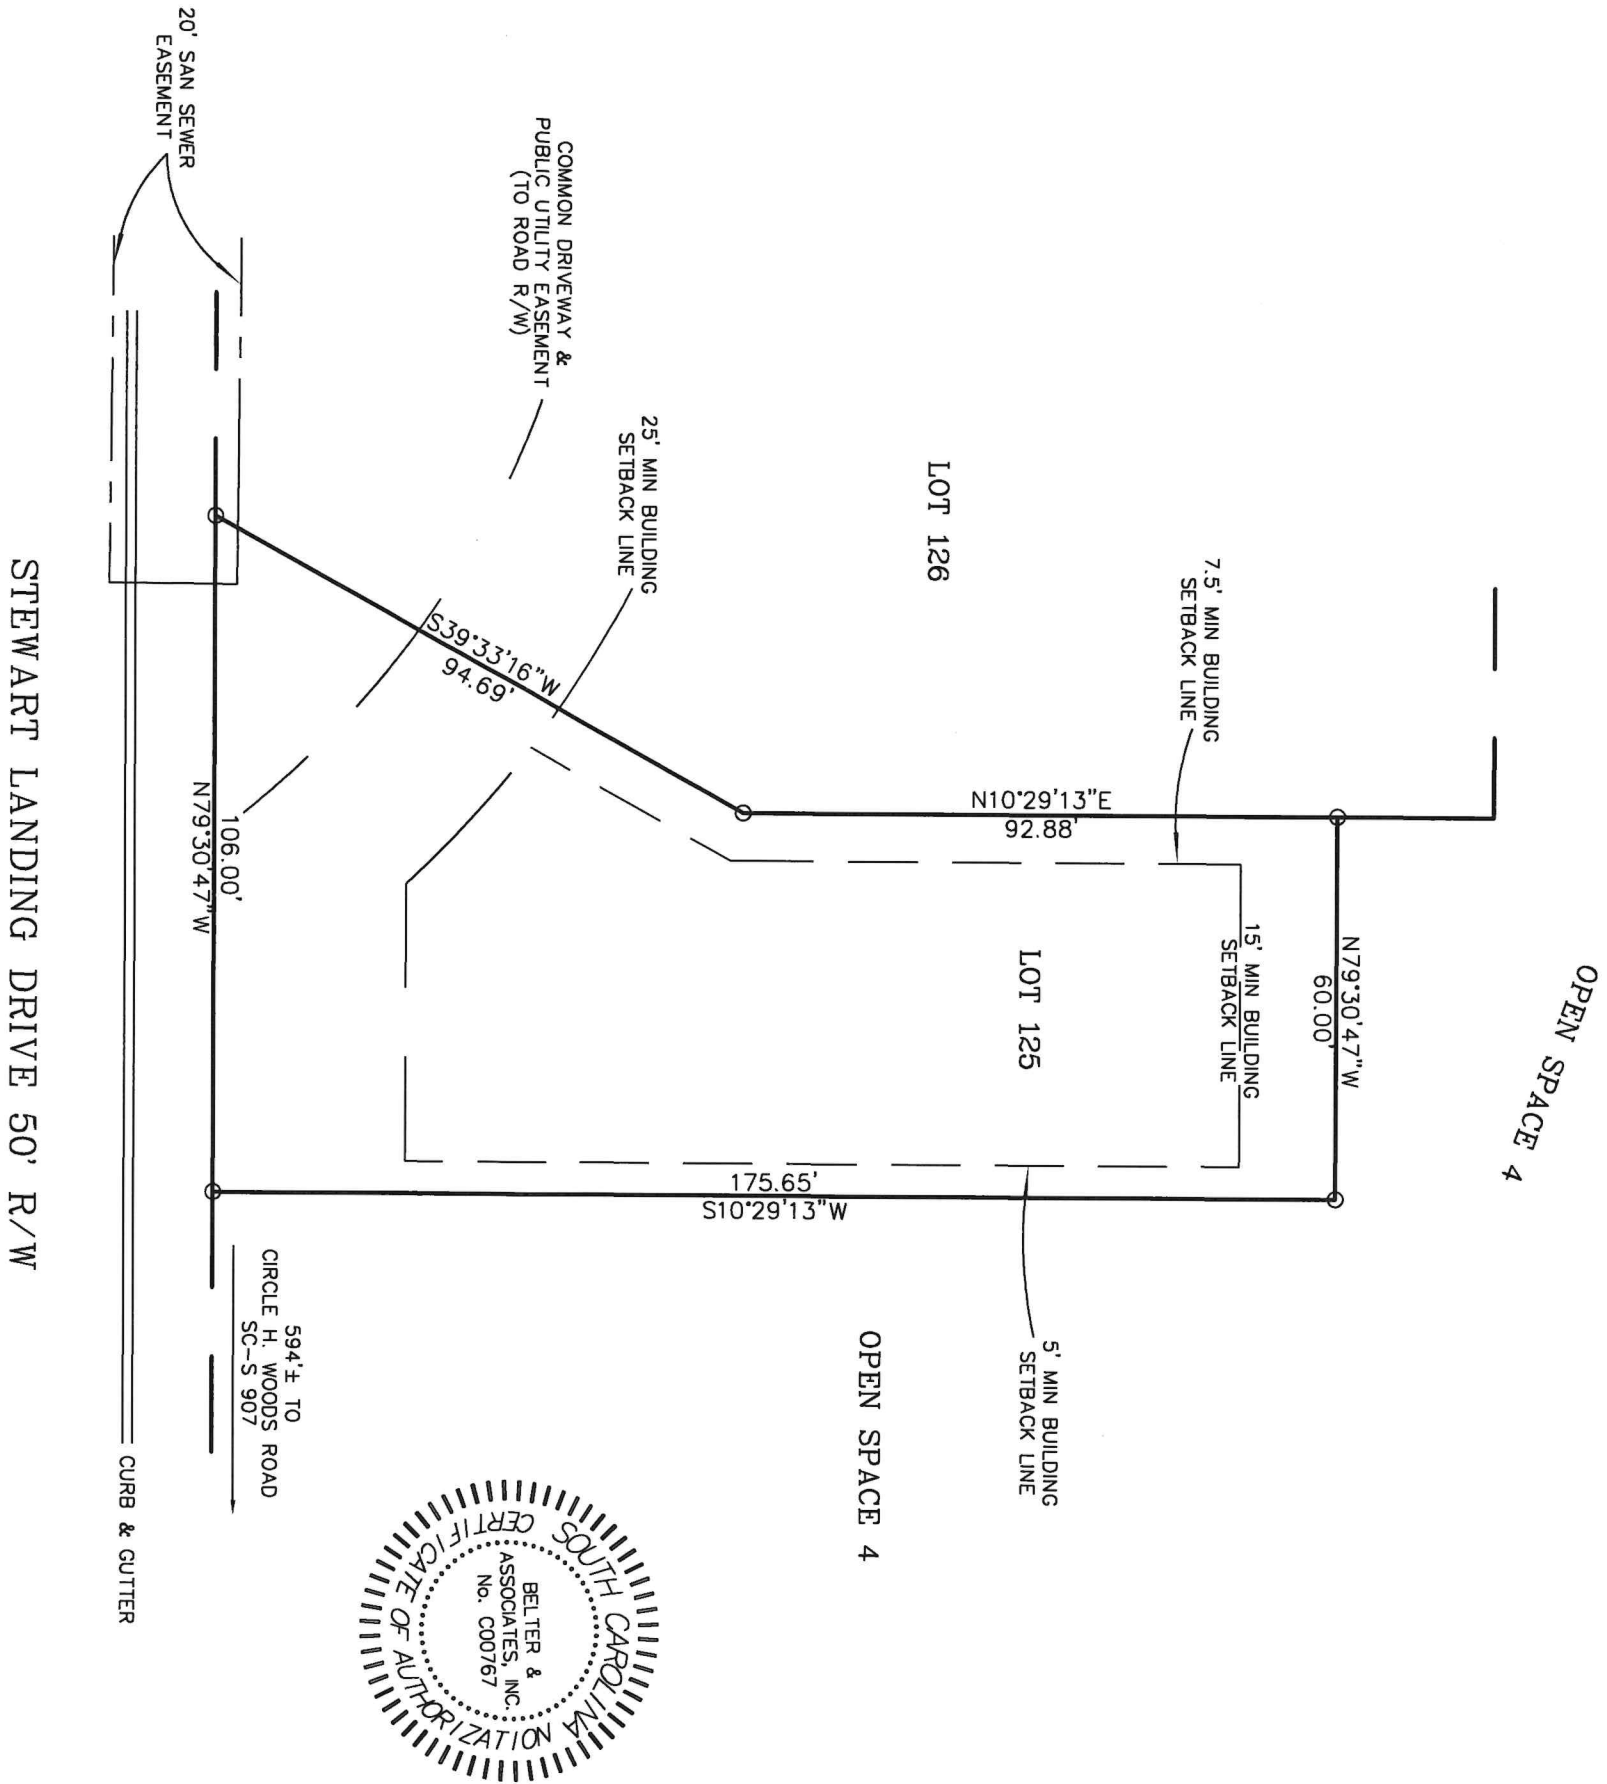 OPEN SPACE 4
N79°30'47"W
60.00'
15' MIN BUILDING
SETBACK LINE
7.5' MIN BUILDING
SETBACK LINE
N10°29'13"E
92.88'
LOT 126
LOT 125
5' MIN BUILDING
SETBACK LINE
OPEN SPACE 4
175.65'
S10°29'13"W
25' MIN BUILDING
SETBACK LINE
S39°33'16"W
94.69'
COMMON DRIVEWAY &
PUBLIC UTILITY EASEMENT
(TO ROAD R/W)
20' SAN SEWER
EASEMENT
106.00'
N79°30'47"W
594'± TO
CIRCLE H. WOODS ROAD
SC-S 907
CURB & GUTTER
STEWART LANDING DRIVE 50' R/W
SOUTH CAROLINA
CERTIFICATE OF AUTHORIZATION
BELTER &
ASSOCIATES, INC.
No. C00767